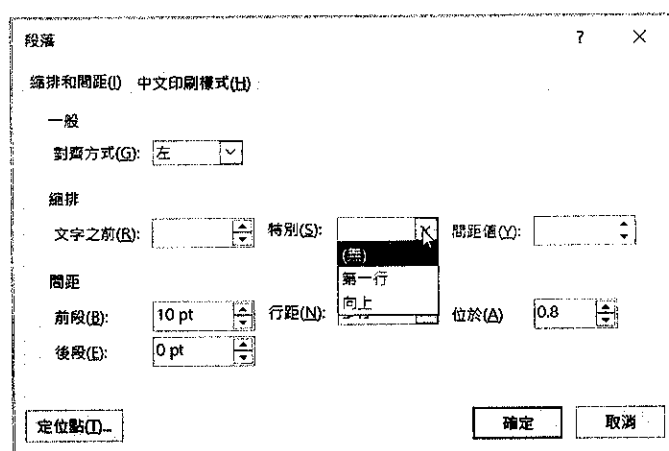 段落 ? ×
縮排和間距(I) 中文印刷樣式(H)
一般
對齊方式(G): 左
縮排
文字之前(R): 特別(S): 間距值(Y):
(無)
第一行
向上
間距
前段(B): 10 pt 行距(N): 位於(A) 0.8
後段(E): 0 pt
定位點(T)... 確定 取消